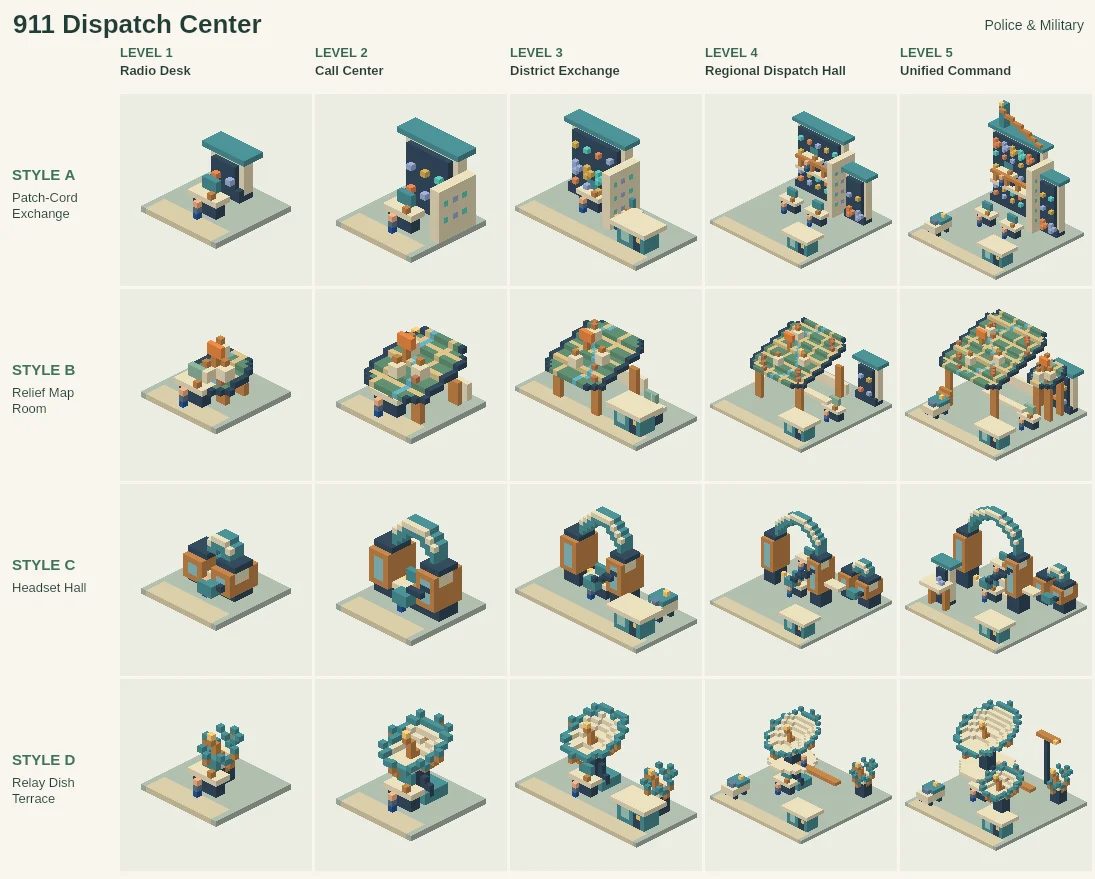 911 Dispatch Center
Police & Military
LEVEL 1
Radio Desk
LEVEL 2
Call Center
LEVEL 3
District Exchange
LEVEL 4
Regional Dispatch Hall
LEVEL 5
Unified Command
STYLE A
Patch-Cord
Exchange
STYLE B
Relief Map
Room
STYLE C
Headset Hall
STYLE D
Relay Dish
Terrace